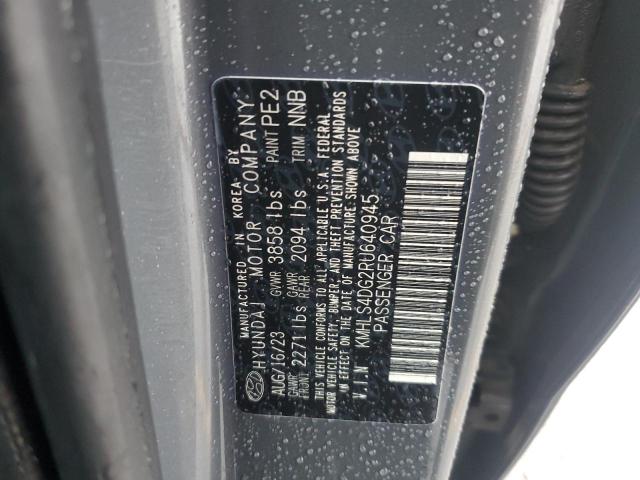 MANUFACTURED IN KOREA BY
HYUNDAI MOTOR COMPANY
AUG/16/23 GVWR 3858 lbs PAINT PE2
GAWR FRONT 2271 lbs GAWR REAR 2094 lbs TRIM NNB
THIS VEHICLE CONFORMS TO ALL APPLICABLE U.S.A. FEDERAL
MOTOR VEHICLE SAFETY, BUMPER, AND THEFT PREVENTION STANDARDS
IN EFFECT ON THE DATE OF MANUFACTURE SHOWN ABOVE
V.I.N KMHLS4DG2RU640945
PASSENGER CAR